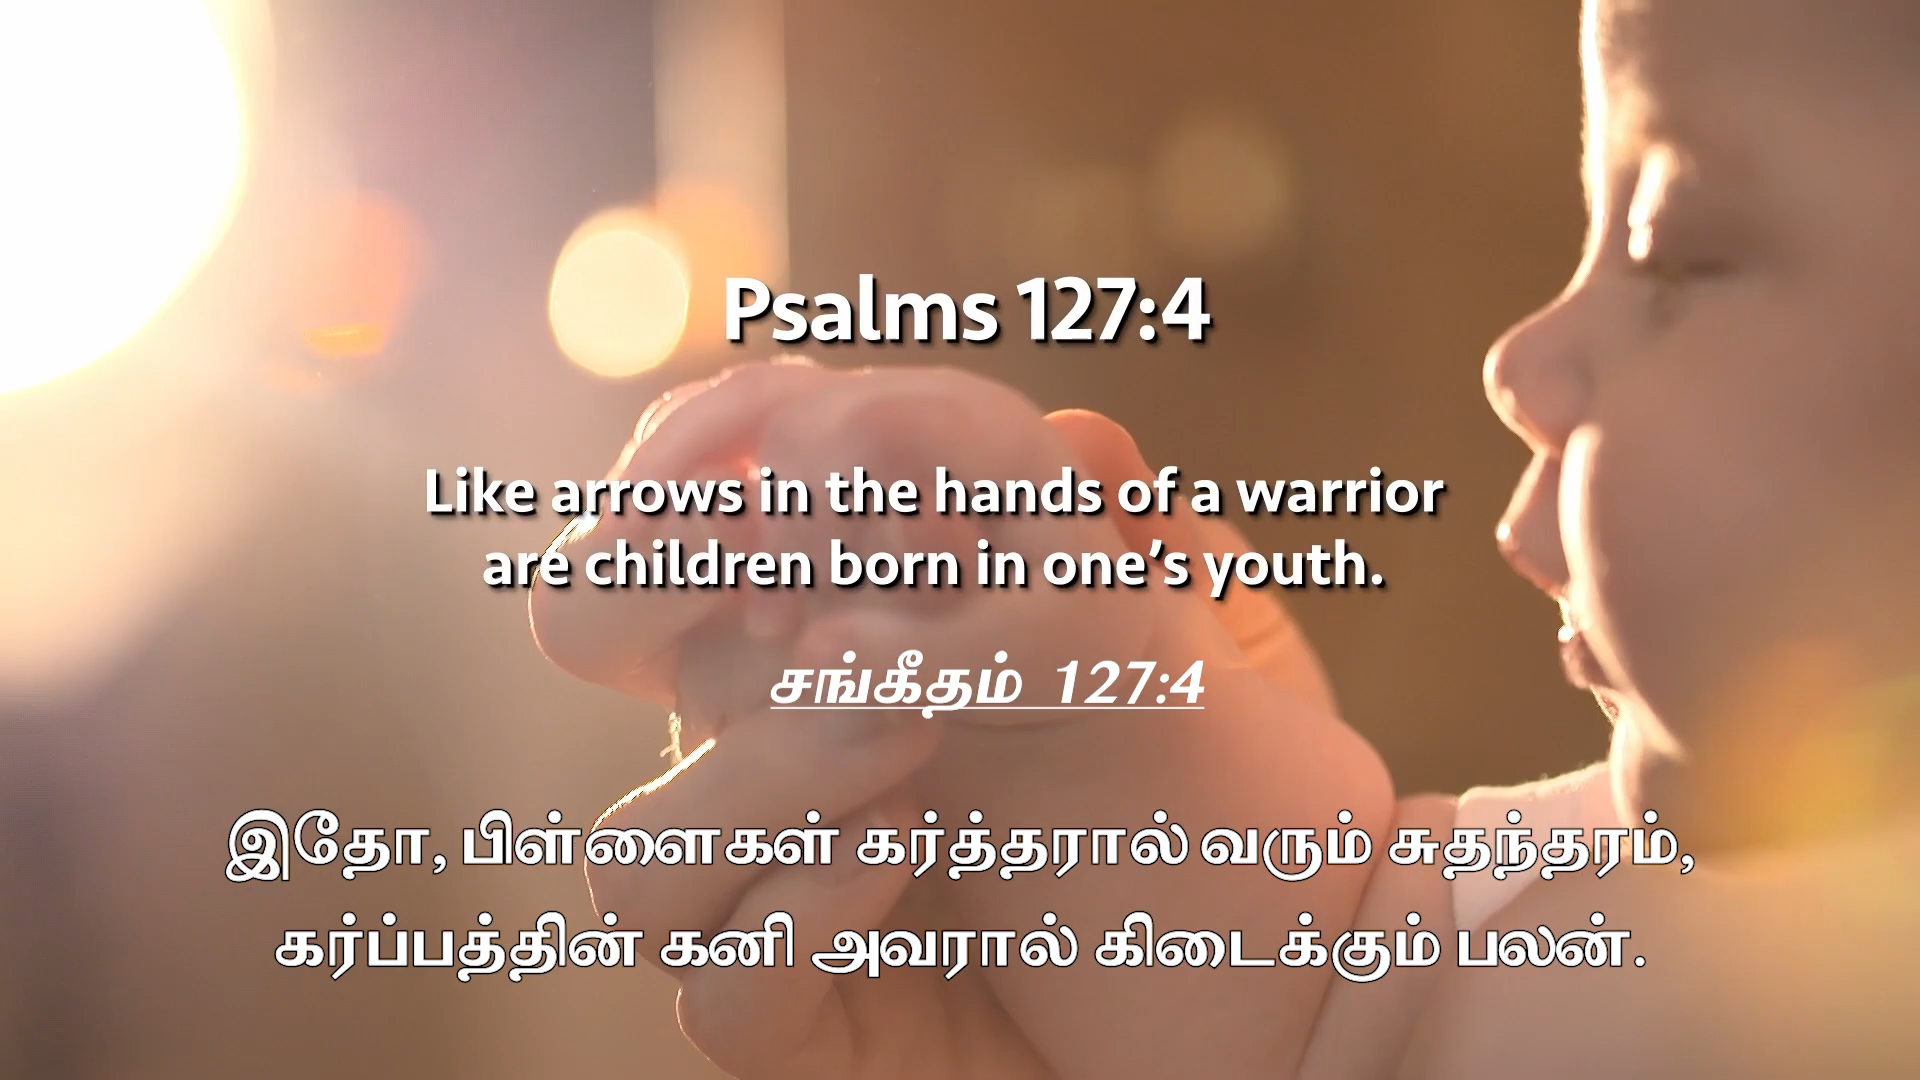 Psalms 127:4
Like arrows in the hands of a warrior
are children born in one’s youth.
சங்கீதம் 127:4
இதோ, பிள்ளைகள் கர்த்தரால் வரும் சுதந்தரம்,
கர்ப்பத்தின் கனி அவரால் கிடைக்கும் பலன்.